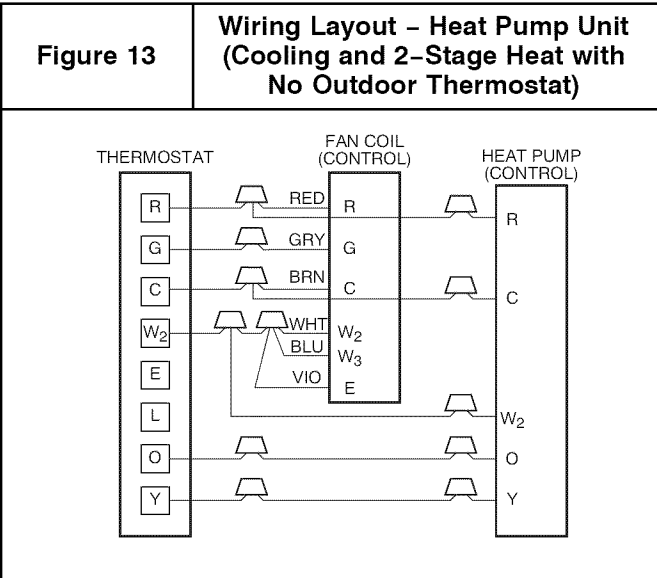 Figure 13
Wiring Layout – Heat Pump Unit
(Cooling and 2–Stage Heat with
No Outdoor Thermostat)
THERMOSTAT
FAN COIL
(CONTROL)
HEAT PUMP
(CONTROL)
R RED R R
G GRY G
C BRN C C
W2 WHT W2
BLU W3
E VIO E
L W2
O O
Y Y